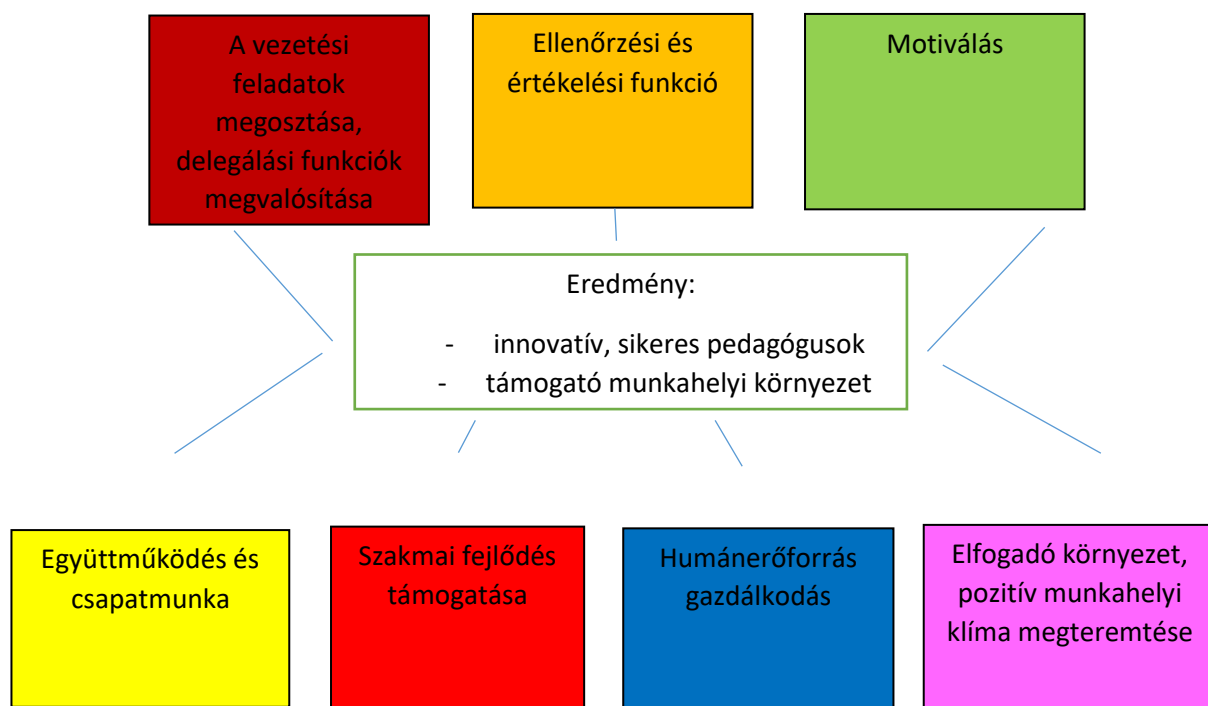 A vezetési
feladatok
megosztása,
delegálási funkciók
megvalósítása
Ellenőrzési és
értékelési funkció
Motiválás
Eredmény:
- innovatív, sikeres pedagógusok
- támogató munkahelyi környezet
Együttműködés és
csapatmunka
Szakmai fejlődés
támogatása
Humánerőforrás
gazdálkodás
Elfogadó környezet,
pozitív munkahelyi
klíma megteremtése